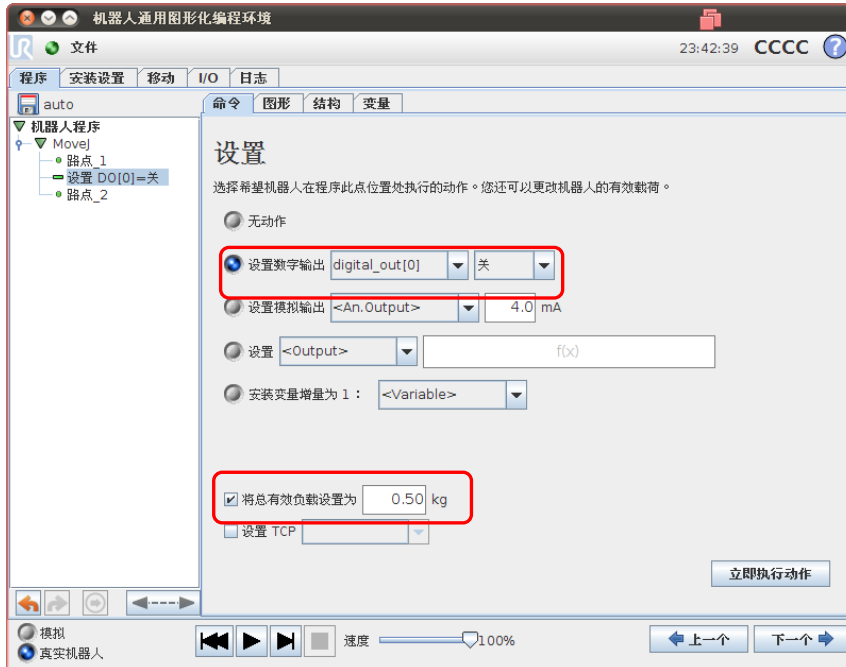 机器人通用图形化编程环境
UR 文件 23:42:39 CCCC ?
程序 安装设置 移动 I/O 日志
auto 命令 图形 结构 变量
机器人程序
MoveJ
路点_1
设置 DO[0]=关
路点_2
设置
选择希望机器人在程序此点位置处执行的动作。您还可以更改机器人的有效载荷。
无动作
设置数字输出 digital_out[0] 关
设置模拟输出 <An.Output> 4.0 mA
设置 <Output> f(x)
安装变量增量为 1： <Variable>
将总有效负载设置为 0.50 kg
设置 TCP
立即执行动作
模拟
真实机器人
速度 100%
上一个 下一个